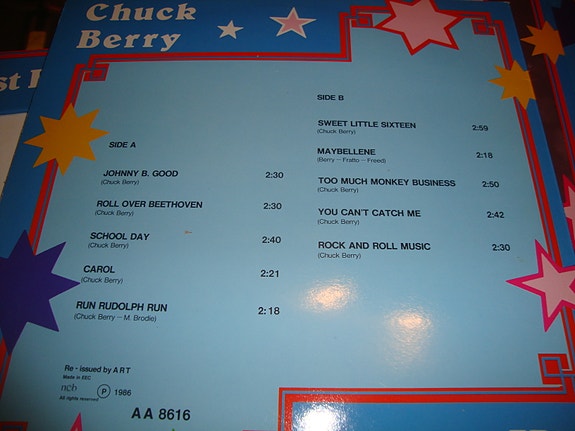 Chuck
Berry
st
SIDE A
JOHNNY B. GOOD 2:30
(Chuck Berry)
ROLL OVER BEETHOVEN 2:30
(Chuck Berry)
SCHOOL DAY 2:40
(Chuck Berry)
CAROL 2:21
(Chuck Berry)
RUN RUDOLPH RUN 2:18
(Chuck Berry — M. Brodie)
SIDE B
SWEET LITTLE SIXTEEN 2:59
(Chuck Berry)
MAYBELLENE 2:18
(Berry – Fratto – Freed)
TOO MUCH MONKEY BUSINESS 2:50
(Chuck Berry)
YOU CAN'T CATCH ME 2:42
(Chuck Berry)
ROCK AND ROLL MUSIC 2:30
(Chuck Berry)
Re-issued by ART
Made in EEC
ncb Ⓟ 1986
All rights reserved
AA 8616